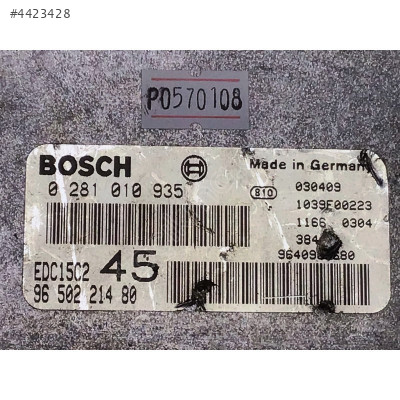 #4423428
P0570108
BOSCH
Made in Germany
0 281 010 935
B10
030409
1039E00223
1166 0304
384
EDC15C2 45
96 502 214 80